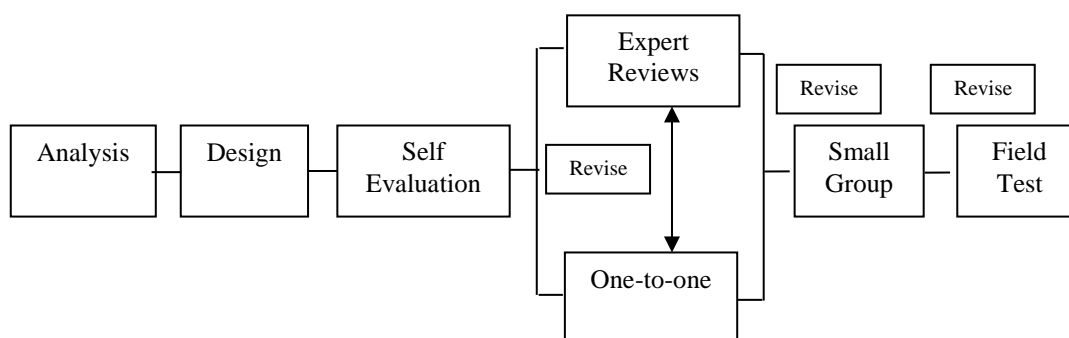 Analysis
Design
Self
Evaluation
Expert
Reviews
Revise
One-to-one
Revise
Small
Group
Revise
Field
Test